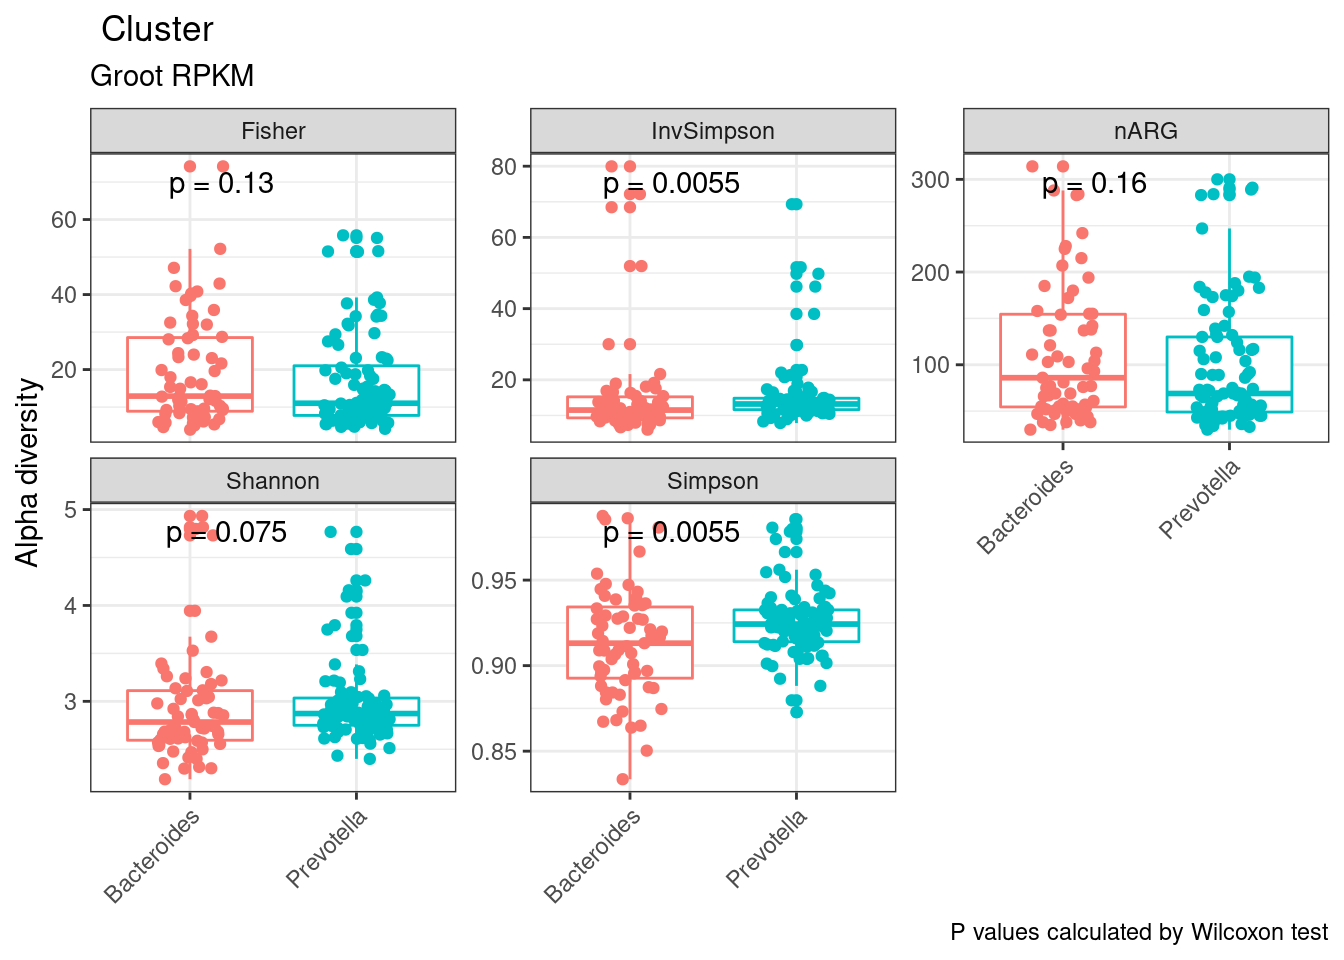 Cluster
Groot RPKM
Fisher
InvSimpson
nARG
p = 0.13
p = 0.0055
p = 0.16
60
40
20
80
60
40
20
300
200
100
Bacteroides
Prevotella
Alpha diversity
Shannon
Simpson
p = 0.075
p = 0.0055
5
4
3
0.95
0.90
0.85
Bacteroides
Prevotella
Bacteroides
Prevotella
P values calculated by Wilcoxon test